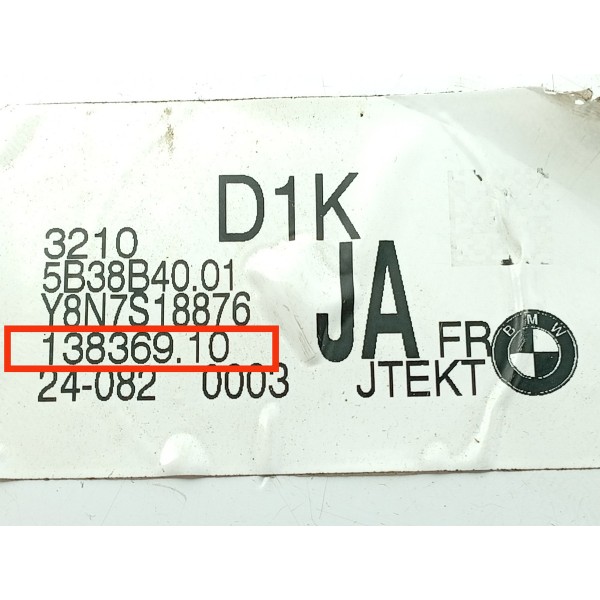 D1K
3210
5B38B40.01
Y8N7S18876
138369.10
24-082 0003
JA
FR
JTEKT
BMW